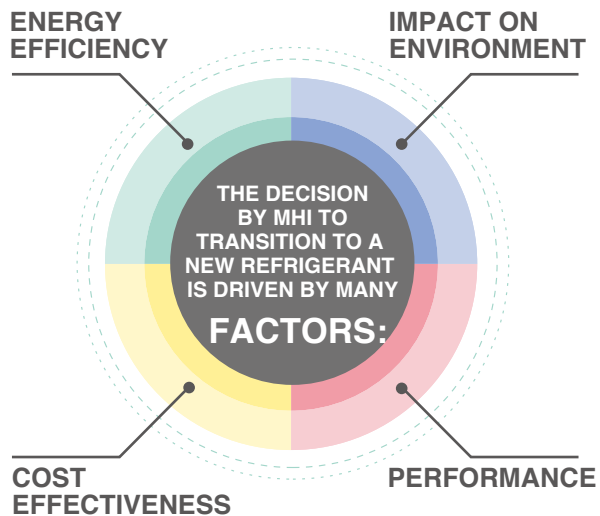 ENERGY
EFFICIENCY
IMPACT ON
ENVIRONMENT
THE DECISION
BY MHI TO
TRANSITION TO A
NEW REFRIGERANT
IS DRIVEN BY MANY
FACTORS:
COST
EFFECTIVENESS
PERFORMANCE